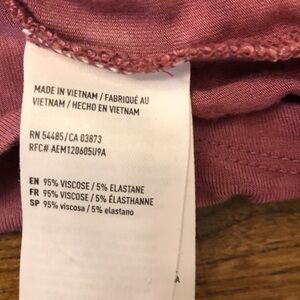 MADE IN VIETNAM / FABRIQUÉ AU
VIETNAM / HECHO EN VIETNAM
RN 54485/CA 03873
RFC# AEM120605U9A
EN 95% VISCOSE / 5% ELASTANE
FR 95% VISCOSE / 5% ÉLASTHANNE
SP 95% viscosa / 5% elastano
A